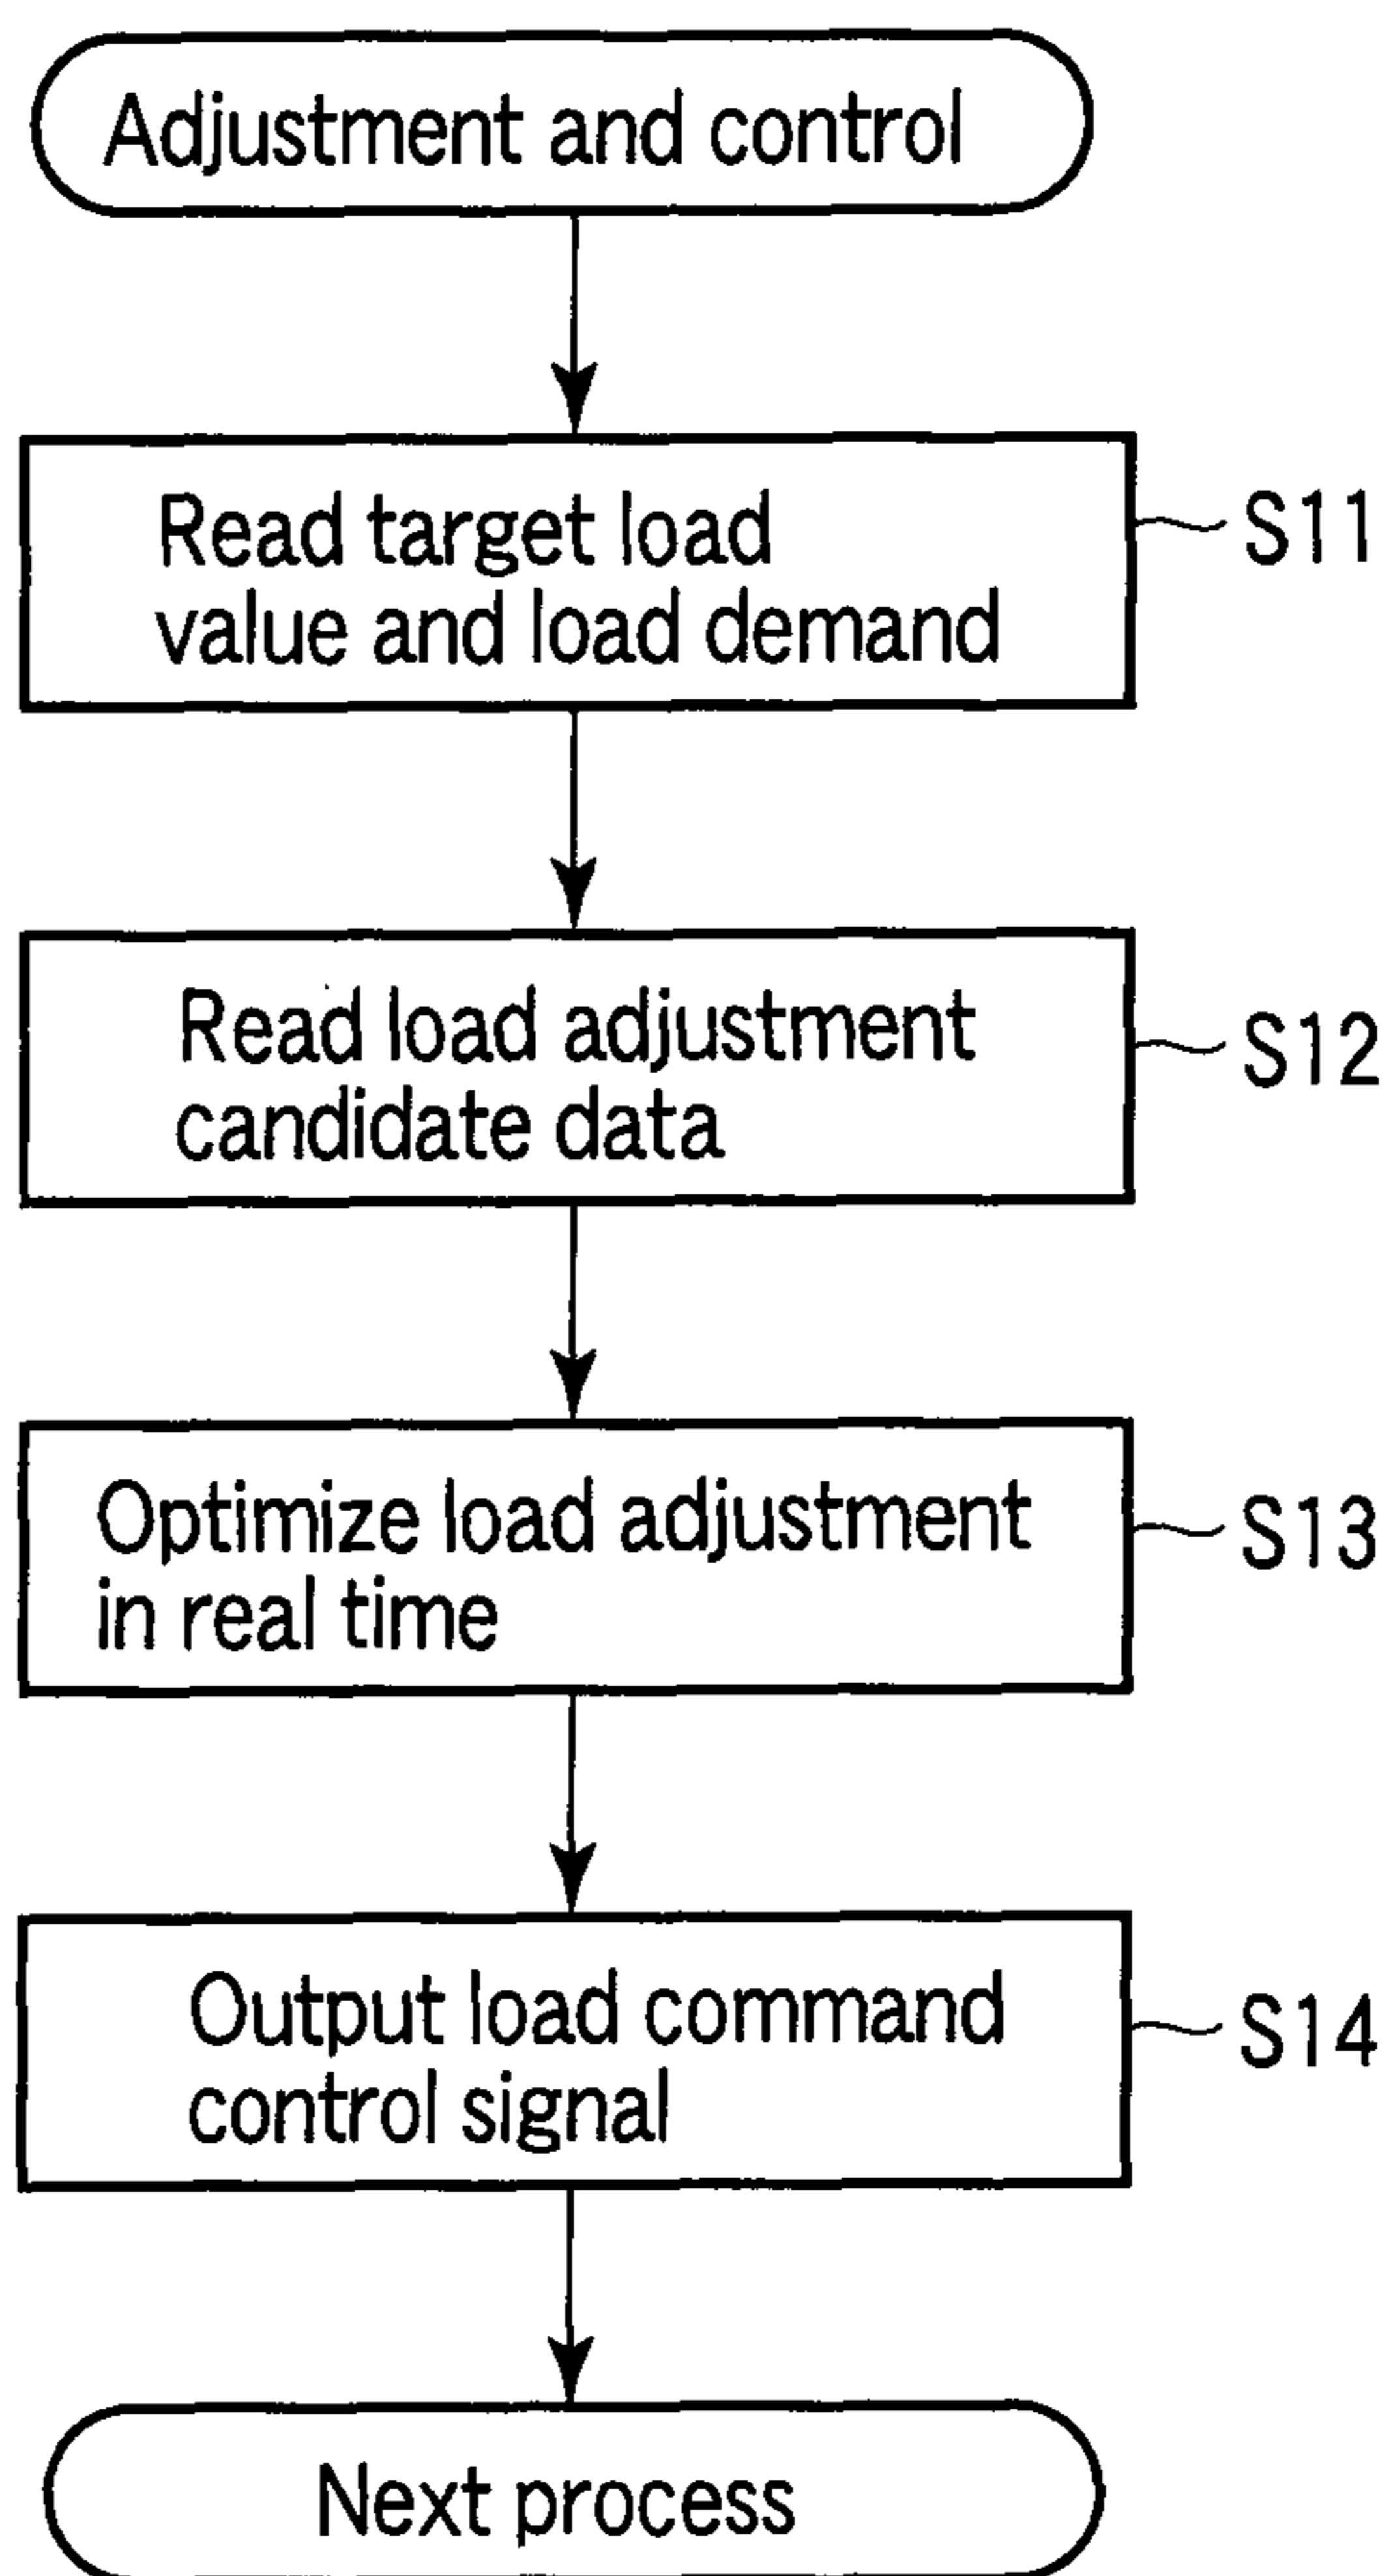 Adjustment and control
Read target load
value and load demand
S11
Read load adjustment
candidate data
S12
Optimize load adjustment
in real time
S13
Output load command
control signal
S14
Next process